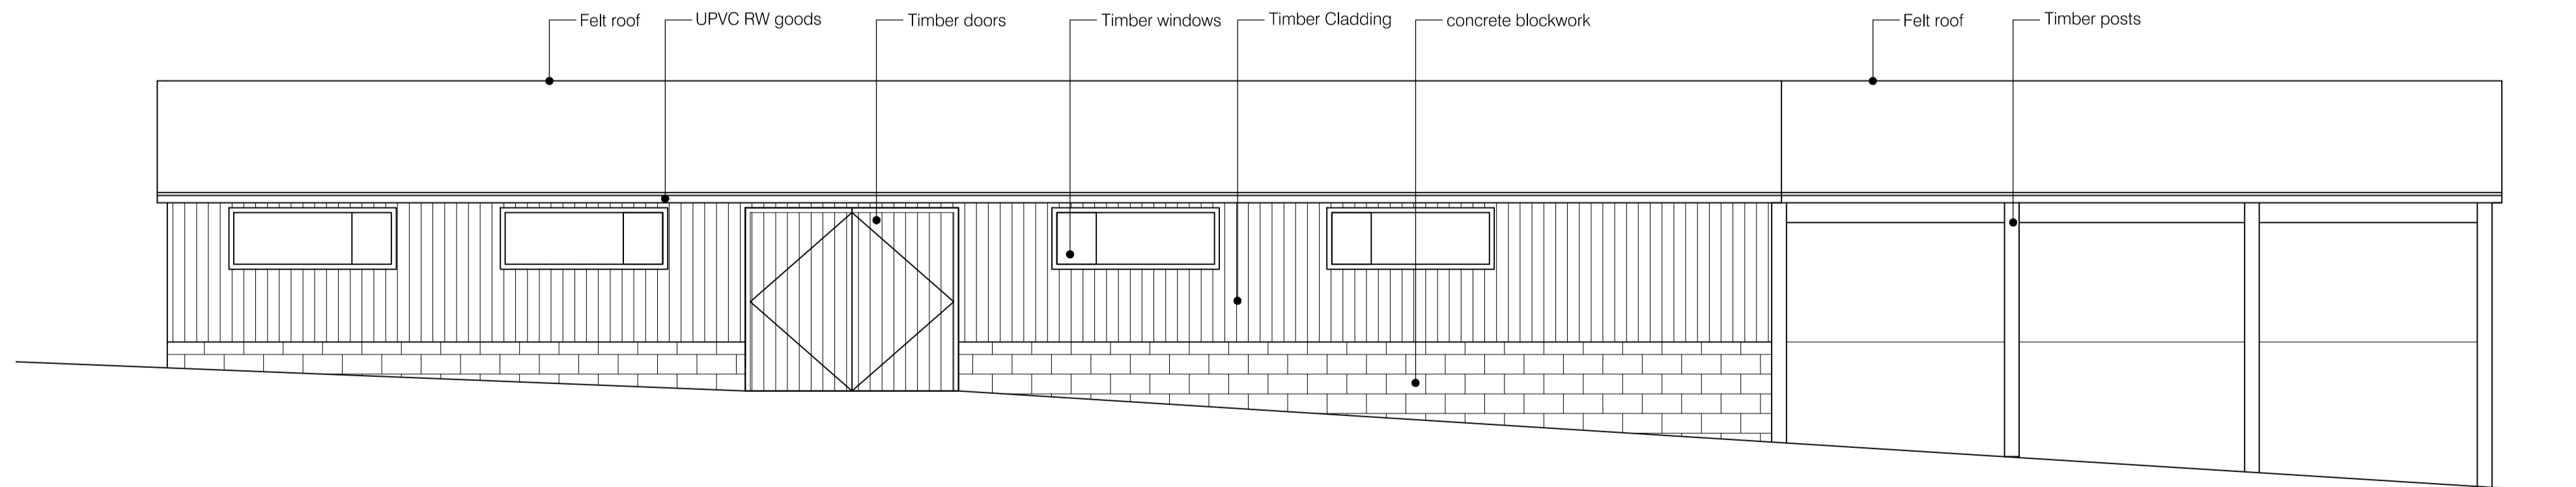 Felt roof
UPVC RW goods
Timber doors
Timber windows
Timber Cladding
concrete blockwork
Felt roof
Timber posts